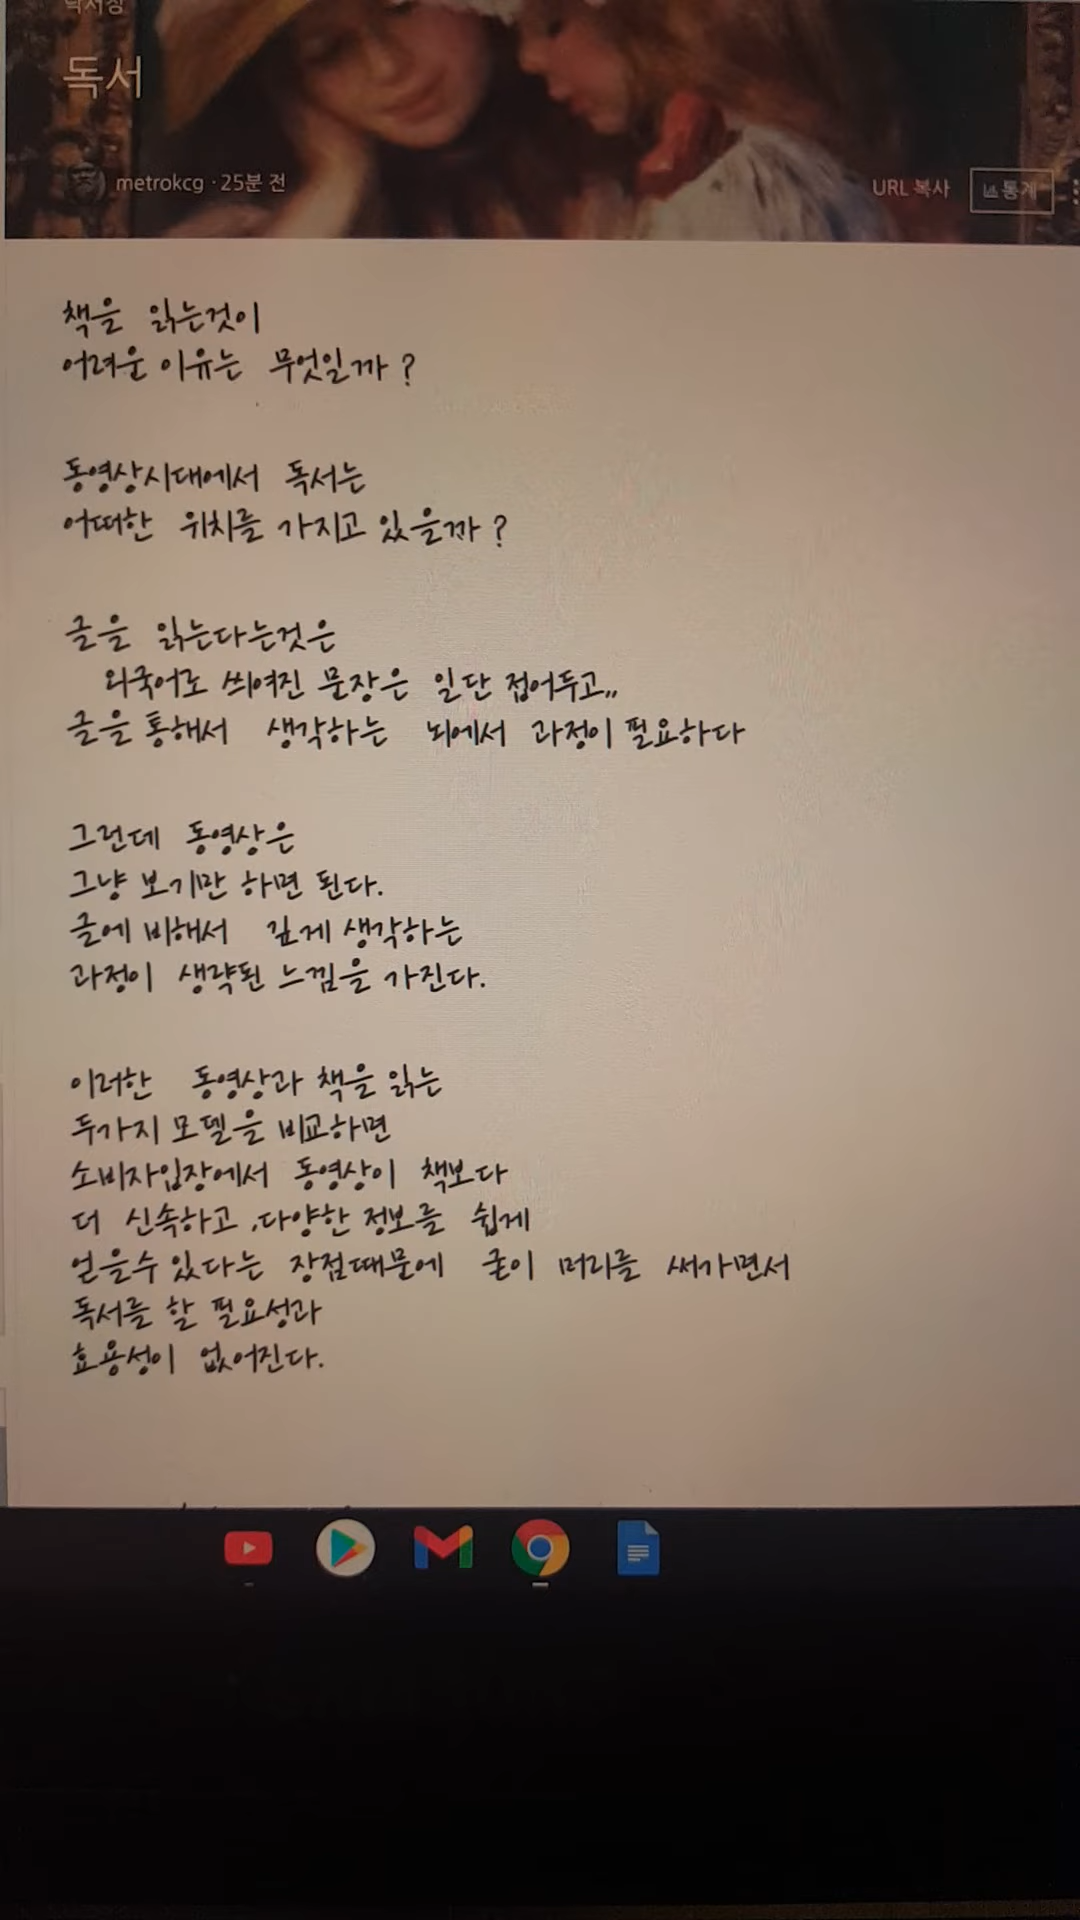 낙서장
독서
metrokcg · 25분 전
URL 복사
통계
책을 읽는것이
어려운 이유는 무엇일까?
동영상시대에서 독서는
어떠한 위치를 가지고 있을까?
글을 읽는다는것은
외국어로 씌여진 문장은 일단 접어두고,,
글을 통해서 생각하는 뇌에서 과정이 필요하다
그런데 동영상은
그냥 보기만 하면 된다.
글에 비해서 깊게 생각하는
과정이 생략된 느낌을 가진다.
이러한 동영상과 책을 읽는
두가지 모델을 비교하면
소비자입장에서 동영상이 책보다
더 신속하고,다양한 정보를 쉽게
얻을수있다는 장점때문에 굳이 머리를 써가면서
독서를 할 필요성과
효용성이 없어진다.